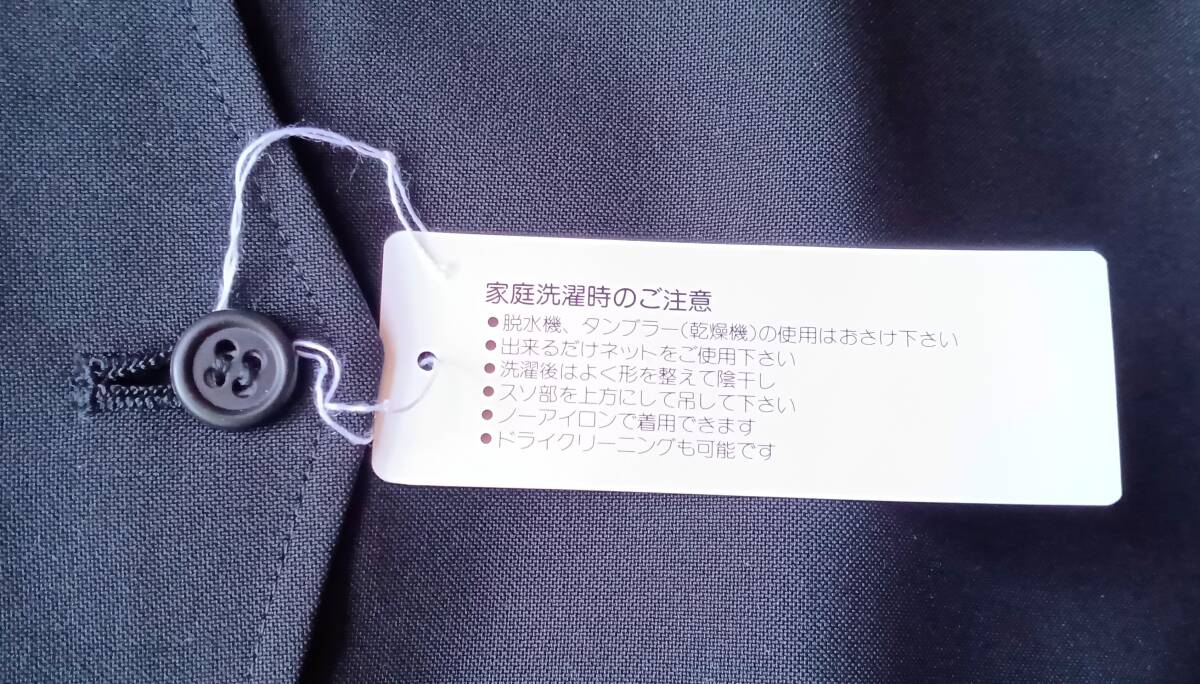 家庭洗濯時のご注意
●脱水機、タンブラー(乾燥機)の使用はおさけ下さい
●出来るだけネットをご使用下さい
●洗濯後はよく形を整えて陰干し
●スソ部を上方にして吊して下さい
●ノーアイロンで着用できます
●ドライクリーニングも可能です